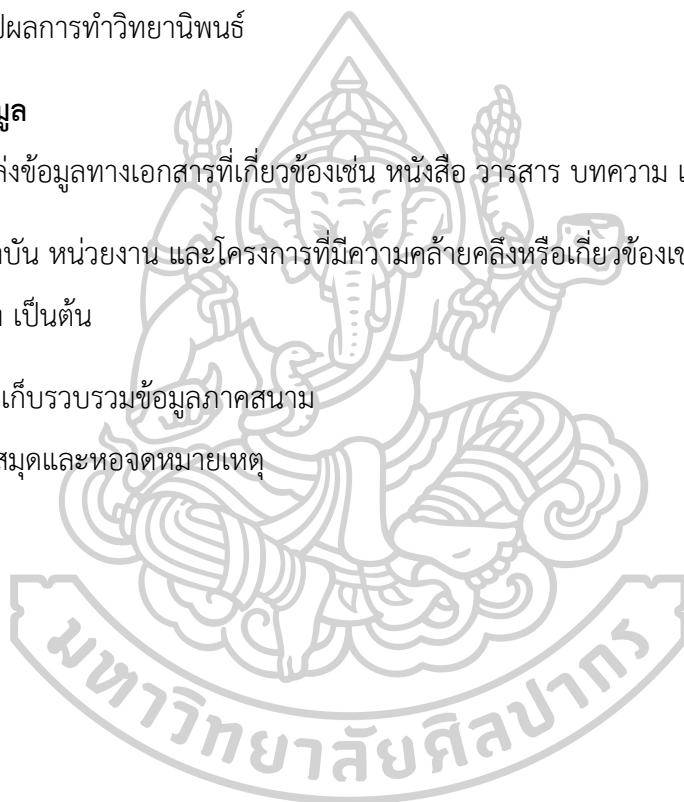 ปผลการทำวิทยานิพนธ์
มูล
ล่งข้อมูลทางเอกสารที่เกี่ยวข้องเช่น หนังสือ วารสาร บทความ เ
าบัน หน่วยงาน และโครงการที่มีความคล้ายคลึงหรือเกี่ยวข้องเช
เป็นต้น
เก็บรวบรวมข้อมูลภาคสนาม
สมุดและหอจดหมายเหตุ
มหาวิทยาลัยศิลปากร